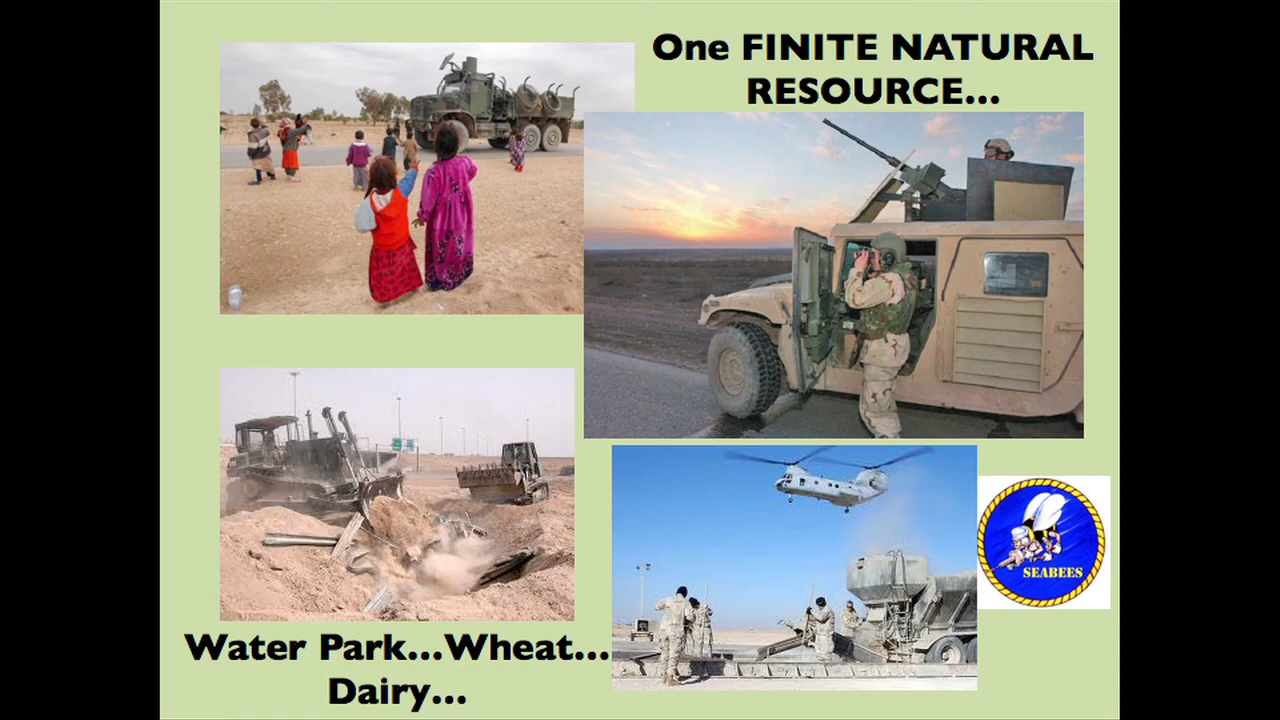 One FINITE NATURAL
RESOURCE...
SEABEES
Water Park...Wheat...
Dairy...